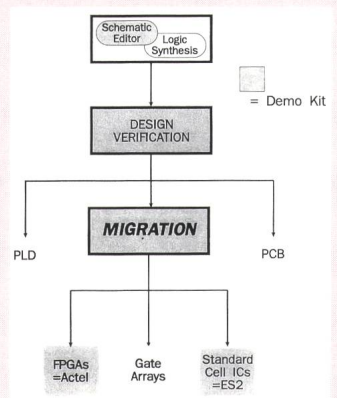 Schematic
Editor
Logic
Synthesis
= Demo Kit
DESIGN
VERIFICATION
MIGRATION
PLD
PCB
FPGAs
=Actel
Gate
Arrays
Standard
Cell ICs
=ES2